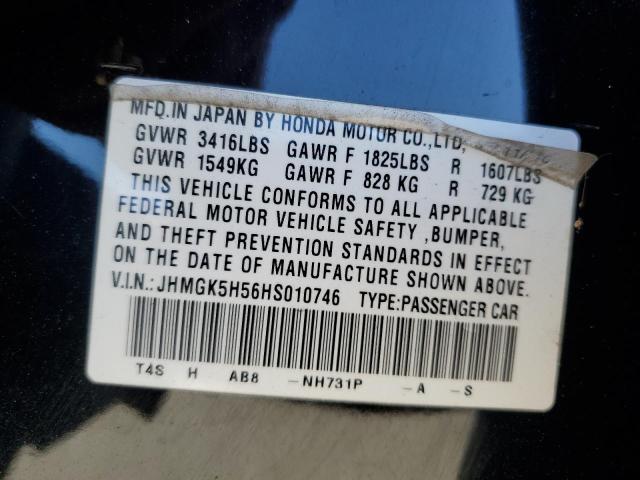 MFD.IN JAPAN BY HONDA MOTOR CO.,LTD,
GVWR 3416LBS GAWR F 1825LBS R 1607LBS
GVWR 1549KG GAWR F 828 KG R 729 KG
THIS VEHICLE CONFORMS TO ALL APPLICABLE
FEDERAL MOTOR VEHICLE SAFETY ,BUMPER,
AND THEFT PREVENTION STANDARDS IN EFFECT
ON THE DATE OF MANUFACTURE SHOWN ABOVE.
V.I.N.: JHMGK5H56HS010746 TYPE:PASSENGER CAR
T4S H AB8 -NH731P -A -S